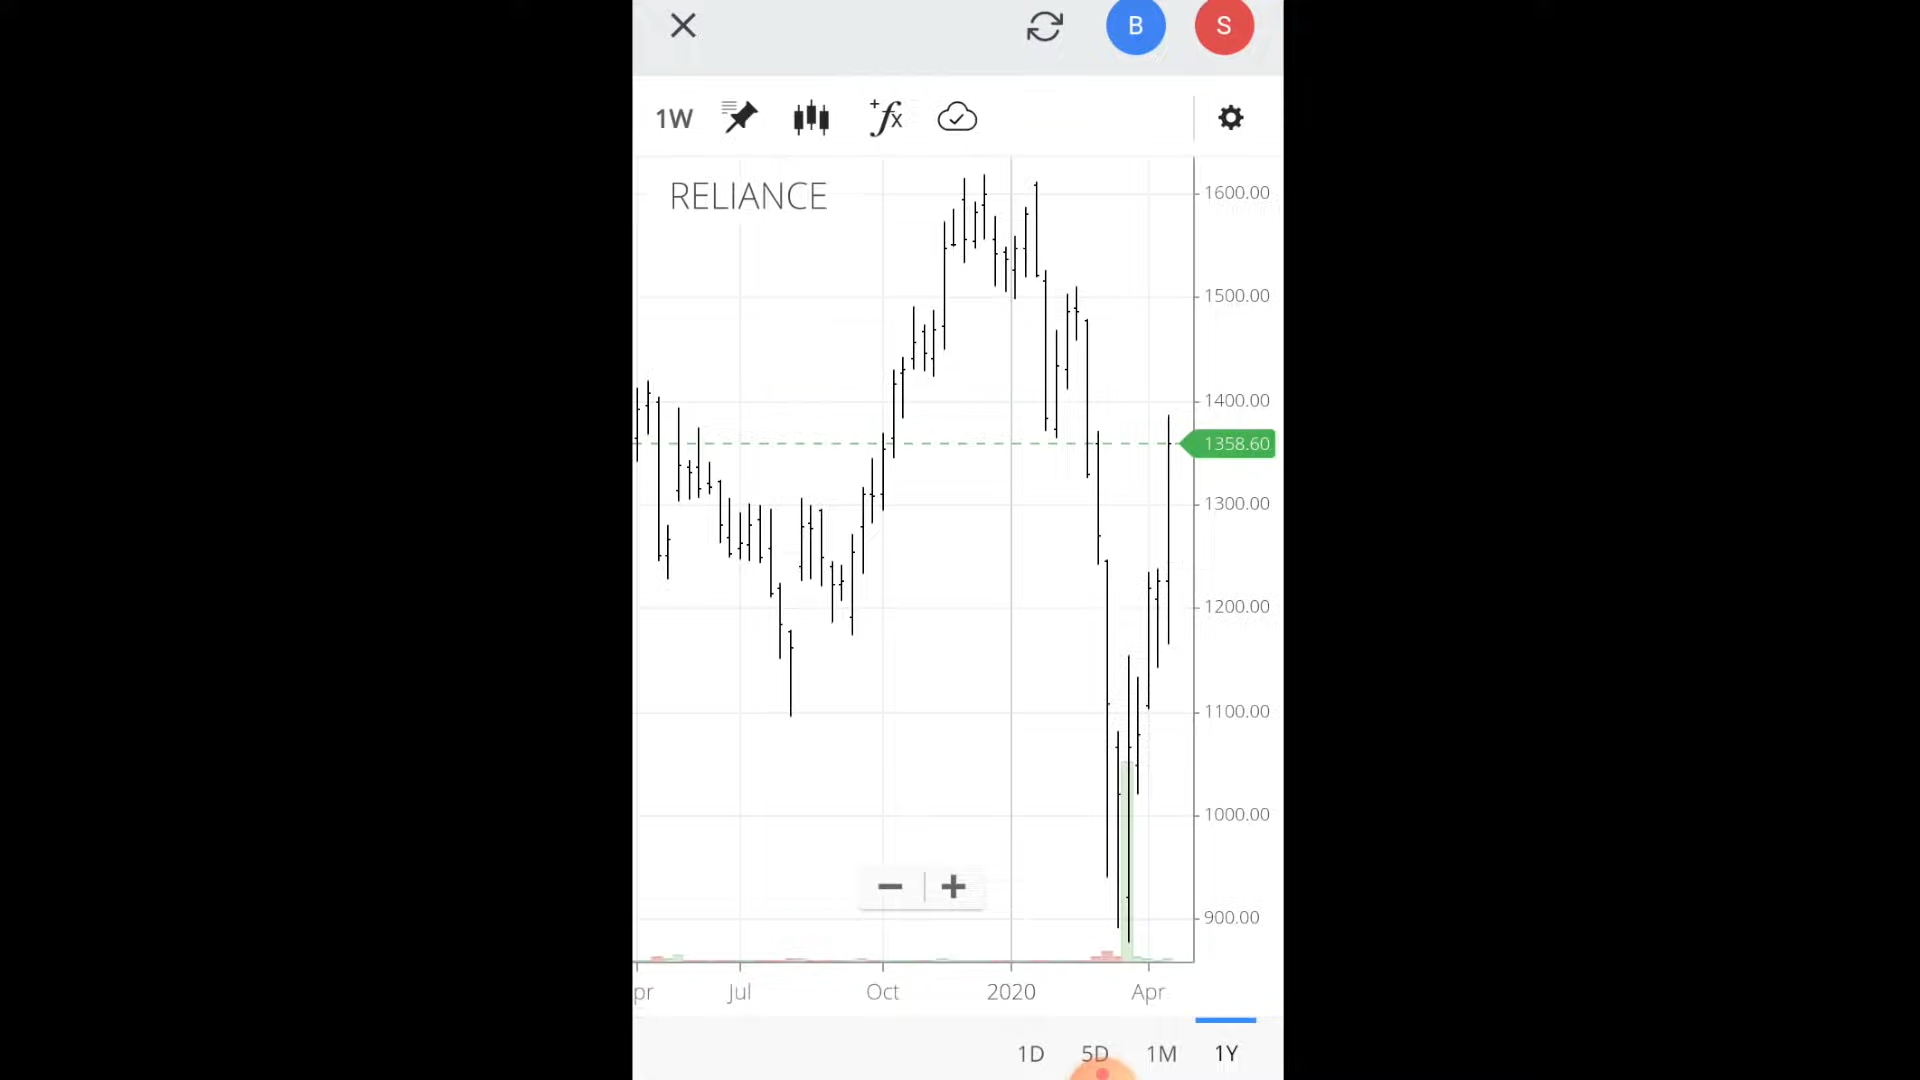 B S
1W fx
RELIANCE
1600.00
1500.00
1400.00
1358.60
1300.00
1200.00
1100.00
1000.00
900.00
pr Jul Oct 2020 Apr
1D 5D 1M 1Y